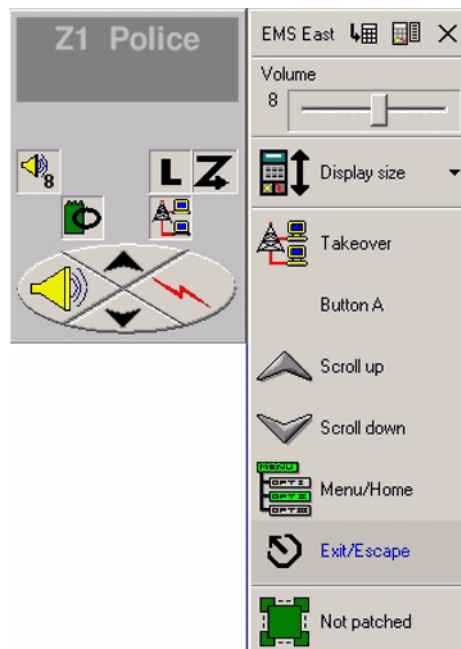 Z1 Police
8
L Z
EMS East
Volume
8
Display size
Takeover
Button A
Scroll up
Scroll down
MENU
OPT I
OPT II
OPT III
Menu/Home
Exit/Escape
Not patched